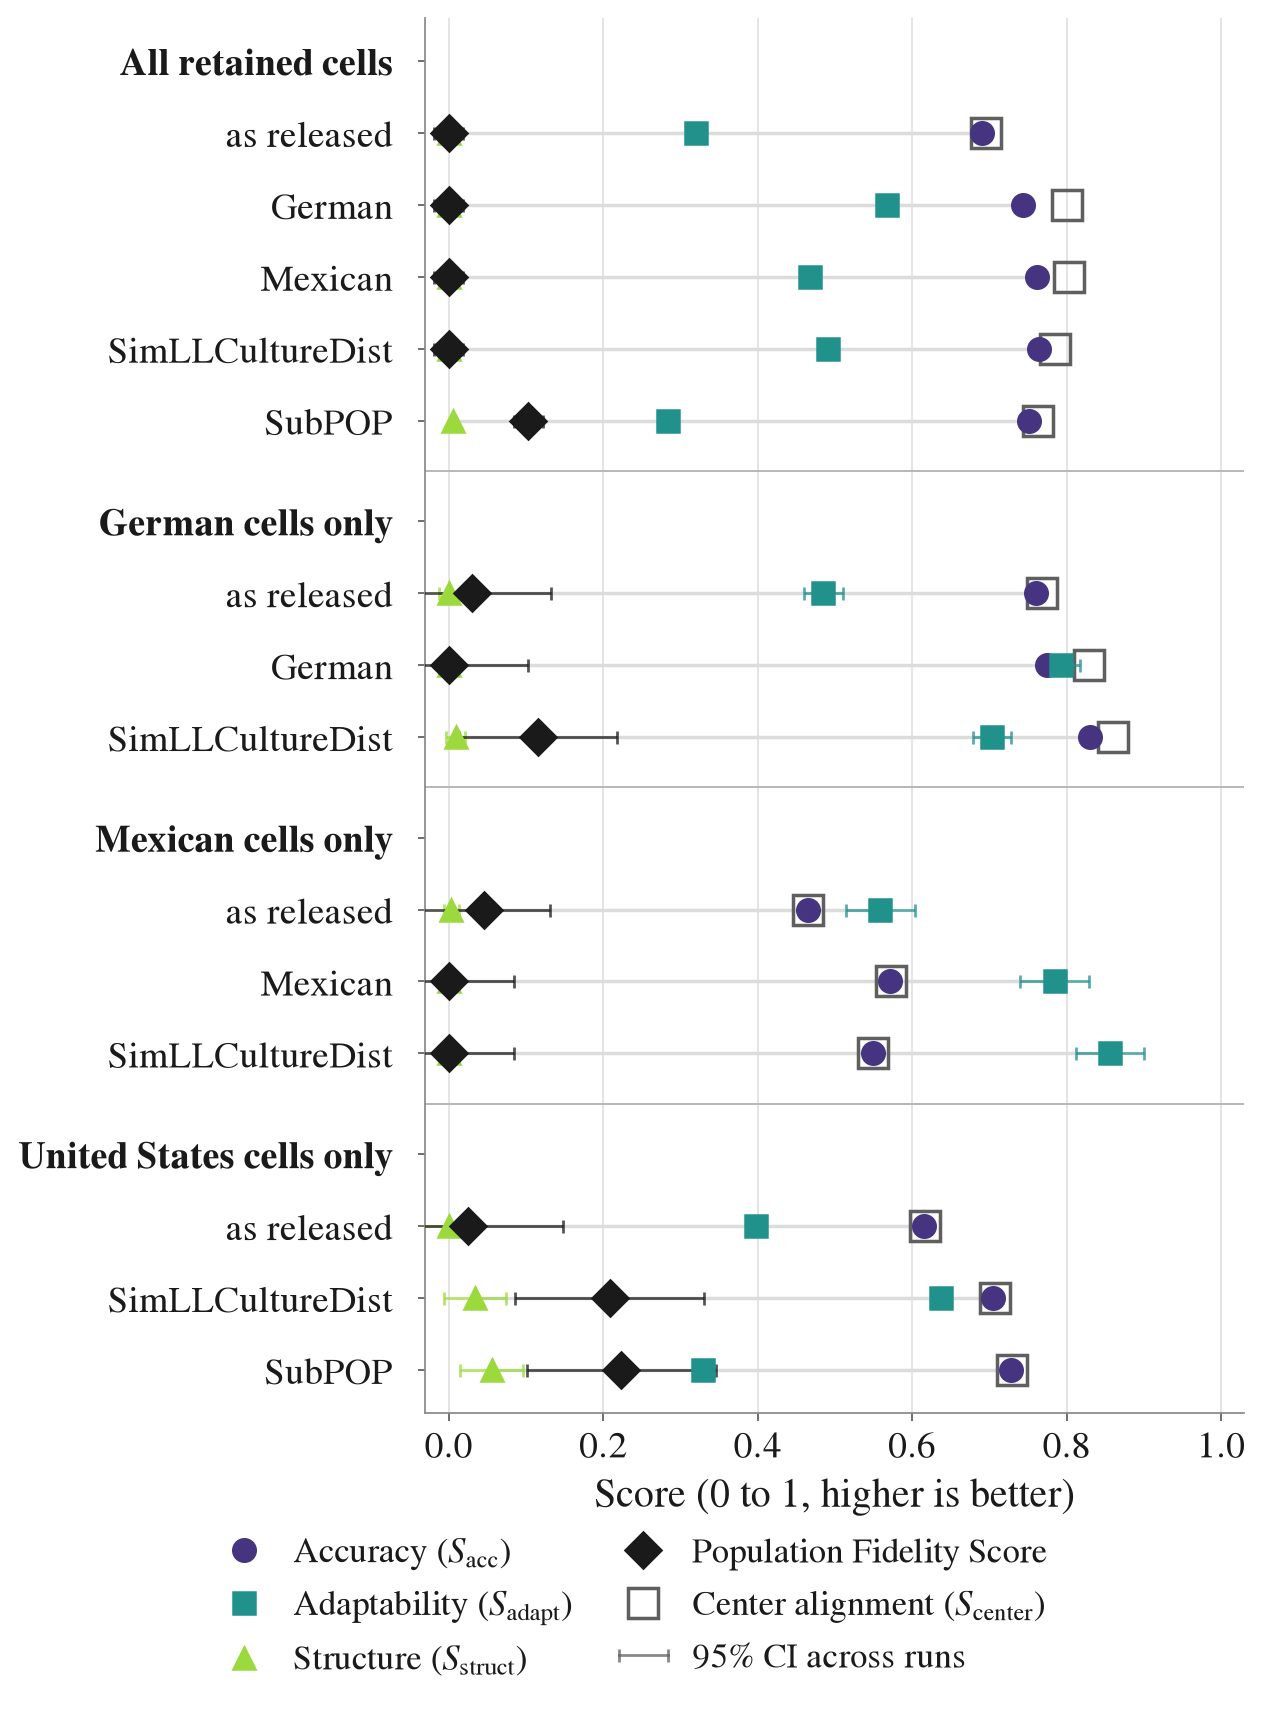 All retained cells
as released
German
Mexican
SimLLCultureDist
SubPOP
German cells only
as released
German
SimLLCultureDist
Mexican cells only
as released
Mexican
SimLLCultureDist
United States cells only
as released
SimLLCultureDist
SubPOP
0.0 0.2 0.4 0.6 0.8 1.0
Score (0 to 1, higher is better)
Accuracy (Sacc)
Adaptability (Sadapt)
Structure (Sstruct)
Population Fidelity Score
Center alignment (Scenter)
95% CI across runs